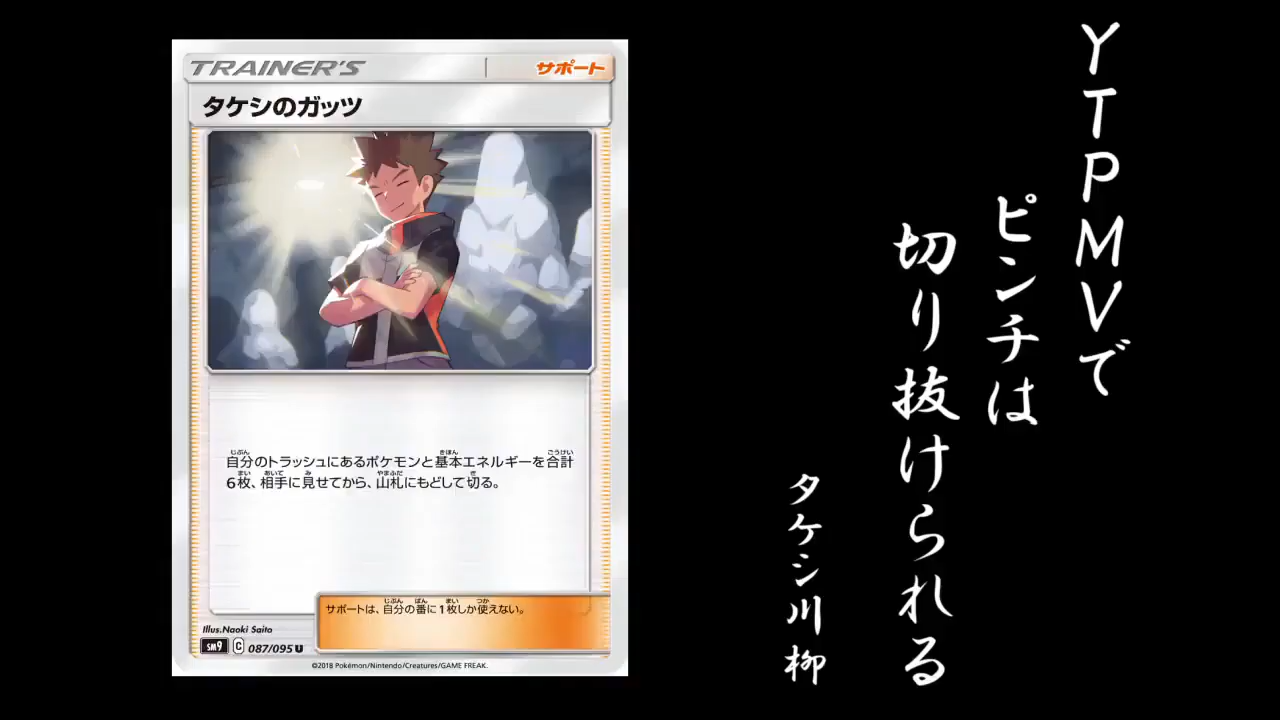 TRAINER'S
サポート
タケシのガッツ
自分のトラッシュにあるポケモンと基本エネルギーを合計
6枚、相手に見せてから、山札にもどして切る。
サポートは、自分の番に1枚しか使えない。
Illus.Naoki Saito
SM9 C 087/095 U
©2018 Pokémon/Nintendo/Creatures/GAME FREAK.
YTPMVで
ピンチは
切り抜けられる
タケシ川柳